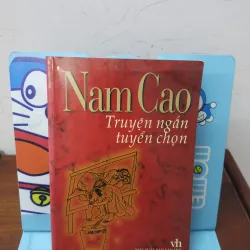 Nam Cao
Truyện ngắn
tuyển chọn
vh